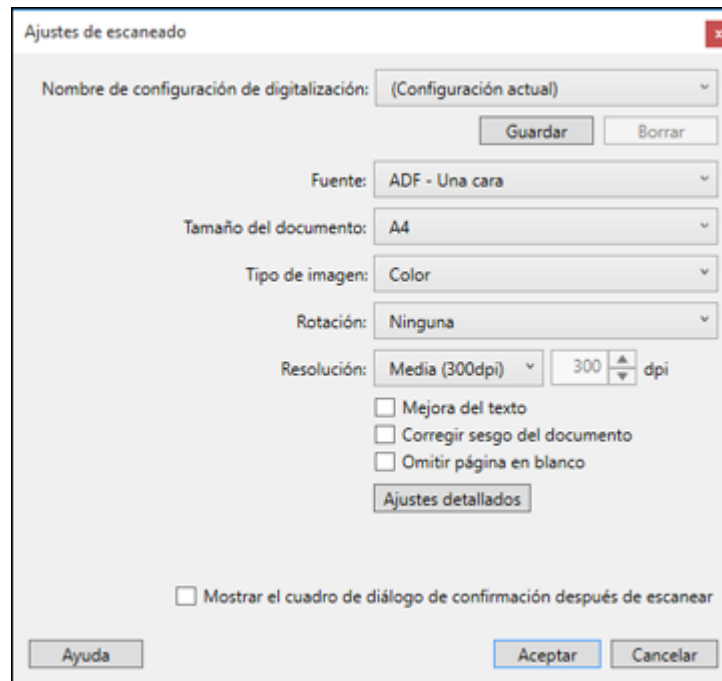 Ajustes de escaneado
x
Nombre de configuración de digitalización: (Configuración actual)
Guardar Borrar
Fuente: ADF - Una cara
Tamaño del documento: A4
Tipo de imagen: Color
Rotación: Ninguna
Resolución: Media (300dpi) 300 dpi
Mejora del texto
Corregir sesgo del documento
Omitir página en blanco
Ajustes detallados
Mostrar el cuadro de diálogo de confirmación después de escanear
Ayuda Aceptar Cancelar